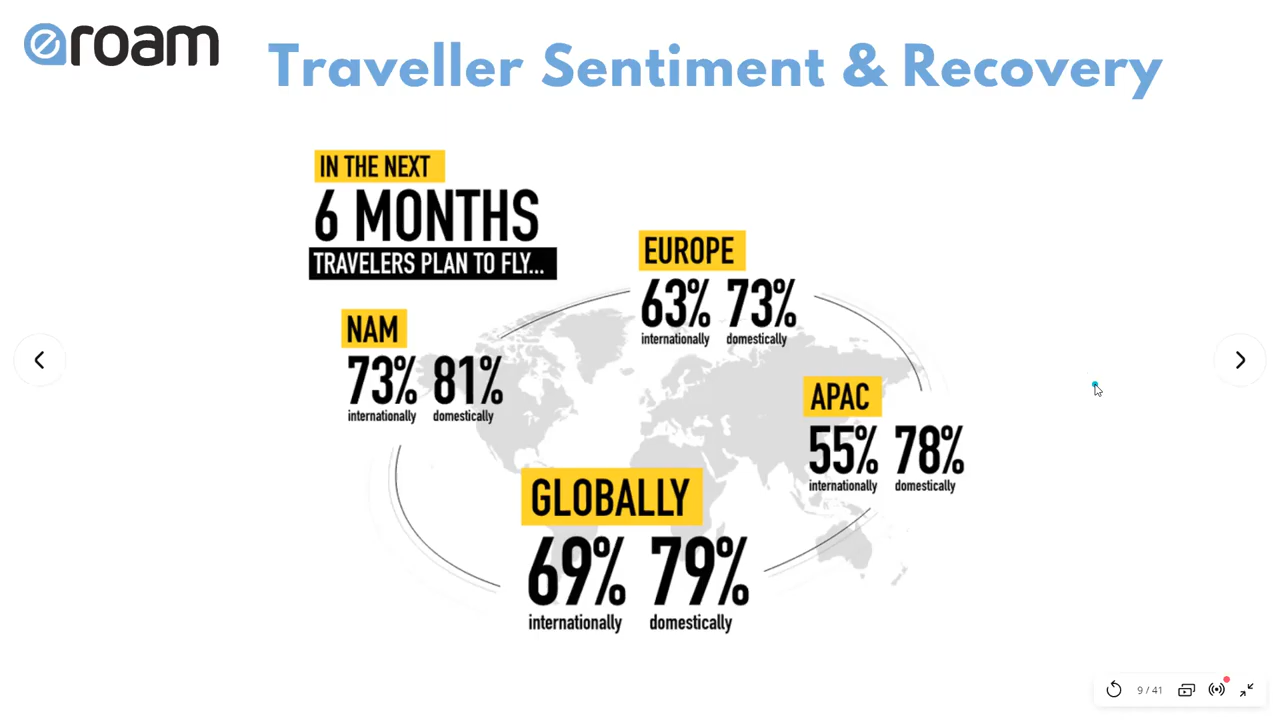 eroam
Traveller Sentiment & Recovery
IN THE NEXT
6 MONTHS
TRAVELERS PLAN TO FLY...
EUROPE
63% 73%
internationally domestically
NAM
73% 81%
internationally domestically
APAC
55% 78%
internationally domestically
GLOBALLY
69% 79%
internationally domestically
9 / 41